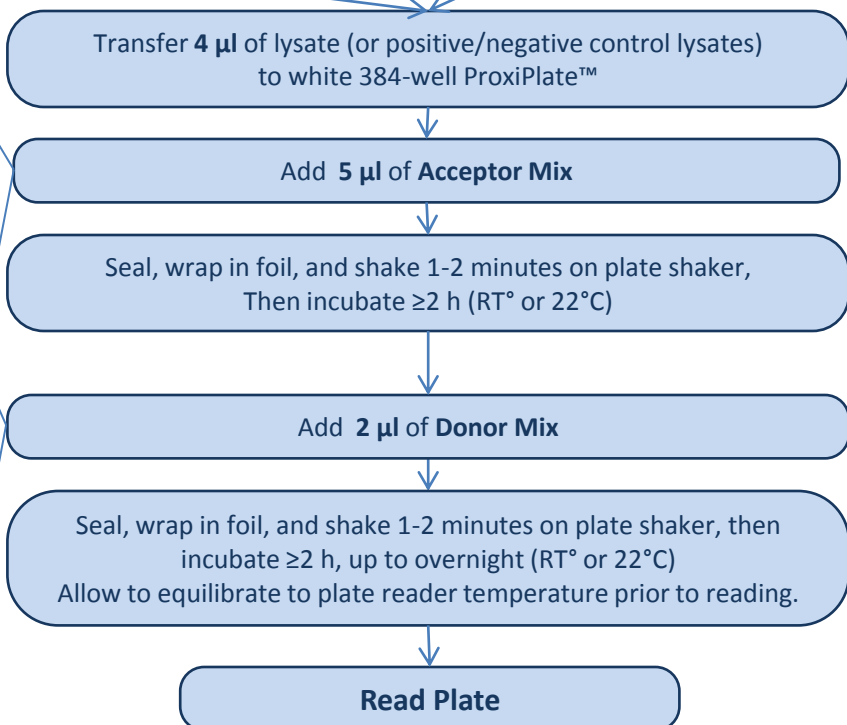 Transfer 4 µl of lysate (or positive/negative control lysates)
to white 384-well ProxiPlate™
Add 5 µl of Acceptor Mix
Seal, wrap in foil, and shake 1-2 minutes on plate shaker,
Then incubate ≥2 h (RT° or 22°C)
Add 2 µl of Donor Mix
Seal, wrap in foil, and shake 1-2 minutes on plate shaker, then
incubate ≥2 h, up to overnight (RT° or 22°C)
Allow to equilibrate to plate reader temperature prior to reading.
Read Plate